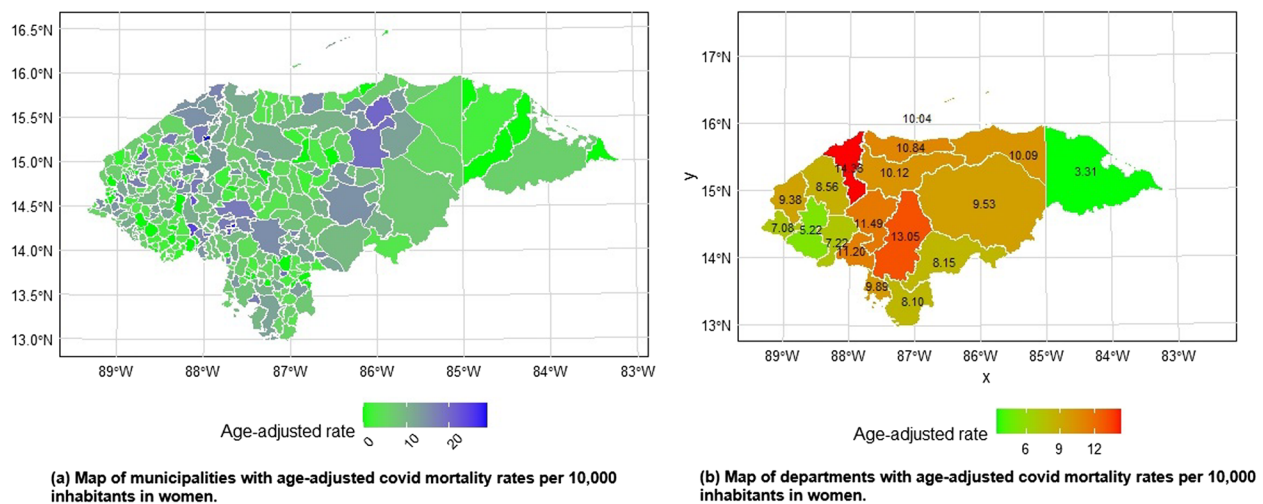 16.5°N
16.0°N
15.5°N
15.0°N
14.5°N
14.0°N
13.5°N
13.0°N
89°W 88°W 87°W 86°W 85°W 84°W 83°W
Age-adjusted rate
0 10 20
(a) Map of municipalities with age-adjusted covid mortality rates per 10,000
inhabitants in women.
17°N
16°N
15°N
14°N
13°N
y
10.04
10.84
10.09
14.33
10.12
3.31
8.56
9.38
9.53
7.08
5.22
11.49
13.05
7.22
11.20
8.15
9.89
8.10
89°W 88°W 87°W 86°W 85°W 84°W 83°W
x
Age-adjusted rate
6 9 12
(b) Map of departments with age-adjusted covid mortality rates per 10,000
inhabitants in women.